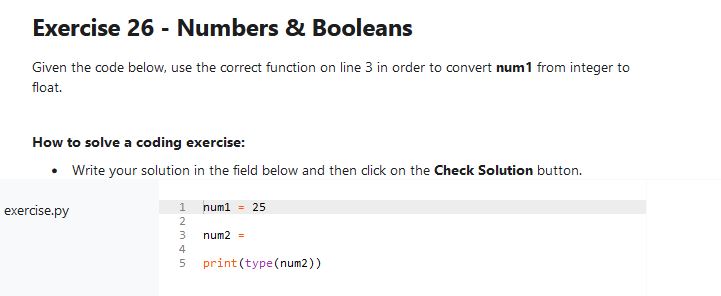 Exercise 26 - Numbers & Booleans
Given the code below, use the correct function on line 3 in order to convert num1 from integer to
float.
How to solve a coding exercise:
• Write your solution in the field below and then click on the Check Solution button.
exercise.py
1 num1 = 25
2
3 num2 =
4
5 print(type(num2))